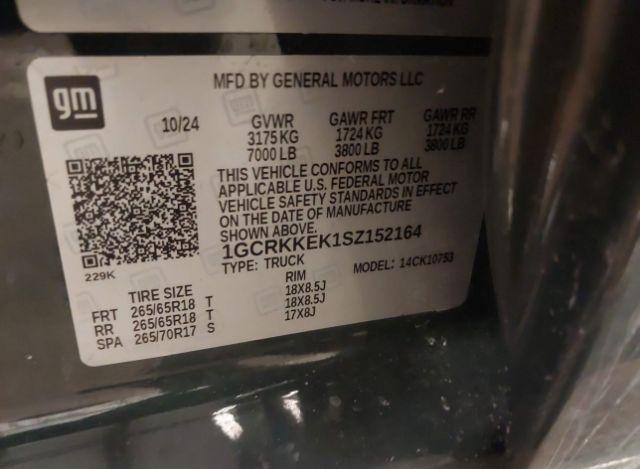 MFD BY GENERAL MOTORS LLC
gm
10/24 GVWR GAWR FRT GAWR RR
3175 KG 1724 KG 1724 KG
7000 LB 3800 LB 3800 LB
THIS VEHICLE CONFORMS TO ALL
APPLICABLE U.S. FEDERAL MOTOR
VEHICLE SAFETY STANDARDS IN EFFECT
ON THE DATE OF MANUFACTURE
SHOWN ABOVE.
1GCRKKEK1SZ152164
229K TYPE: TRUCK MODEL: 14CK10753
TIRE SIZE RIM
FRT 265/65R18 T 18X8.5J
RR 265/65R18 T 18X8.5J
SPA 265/70R17 S 17X8J